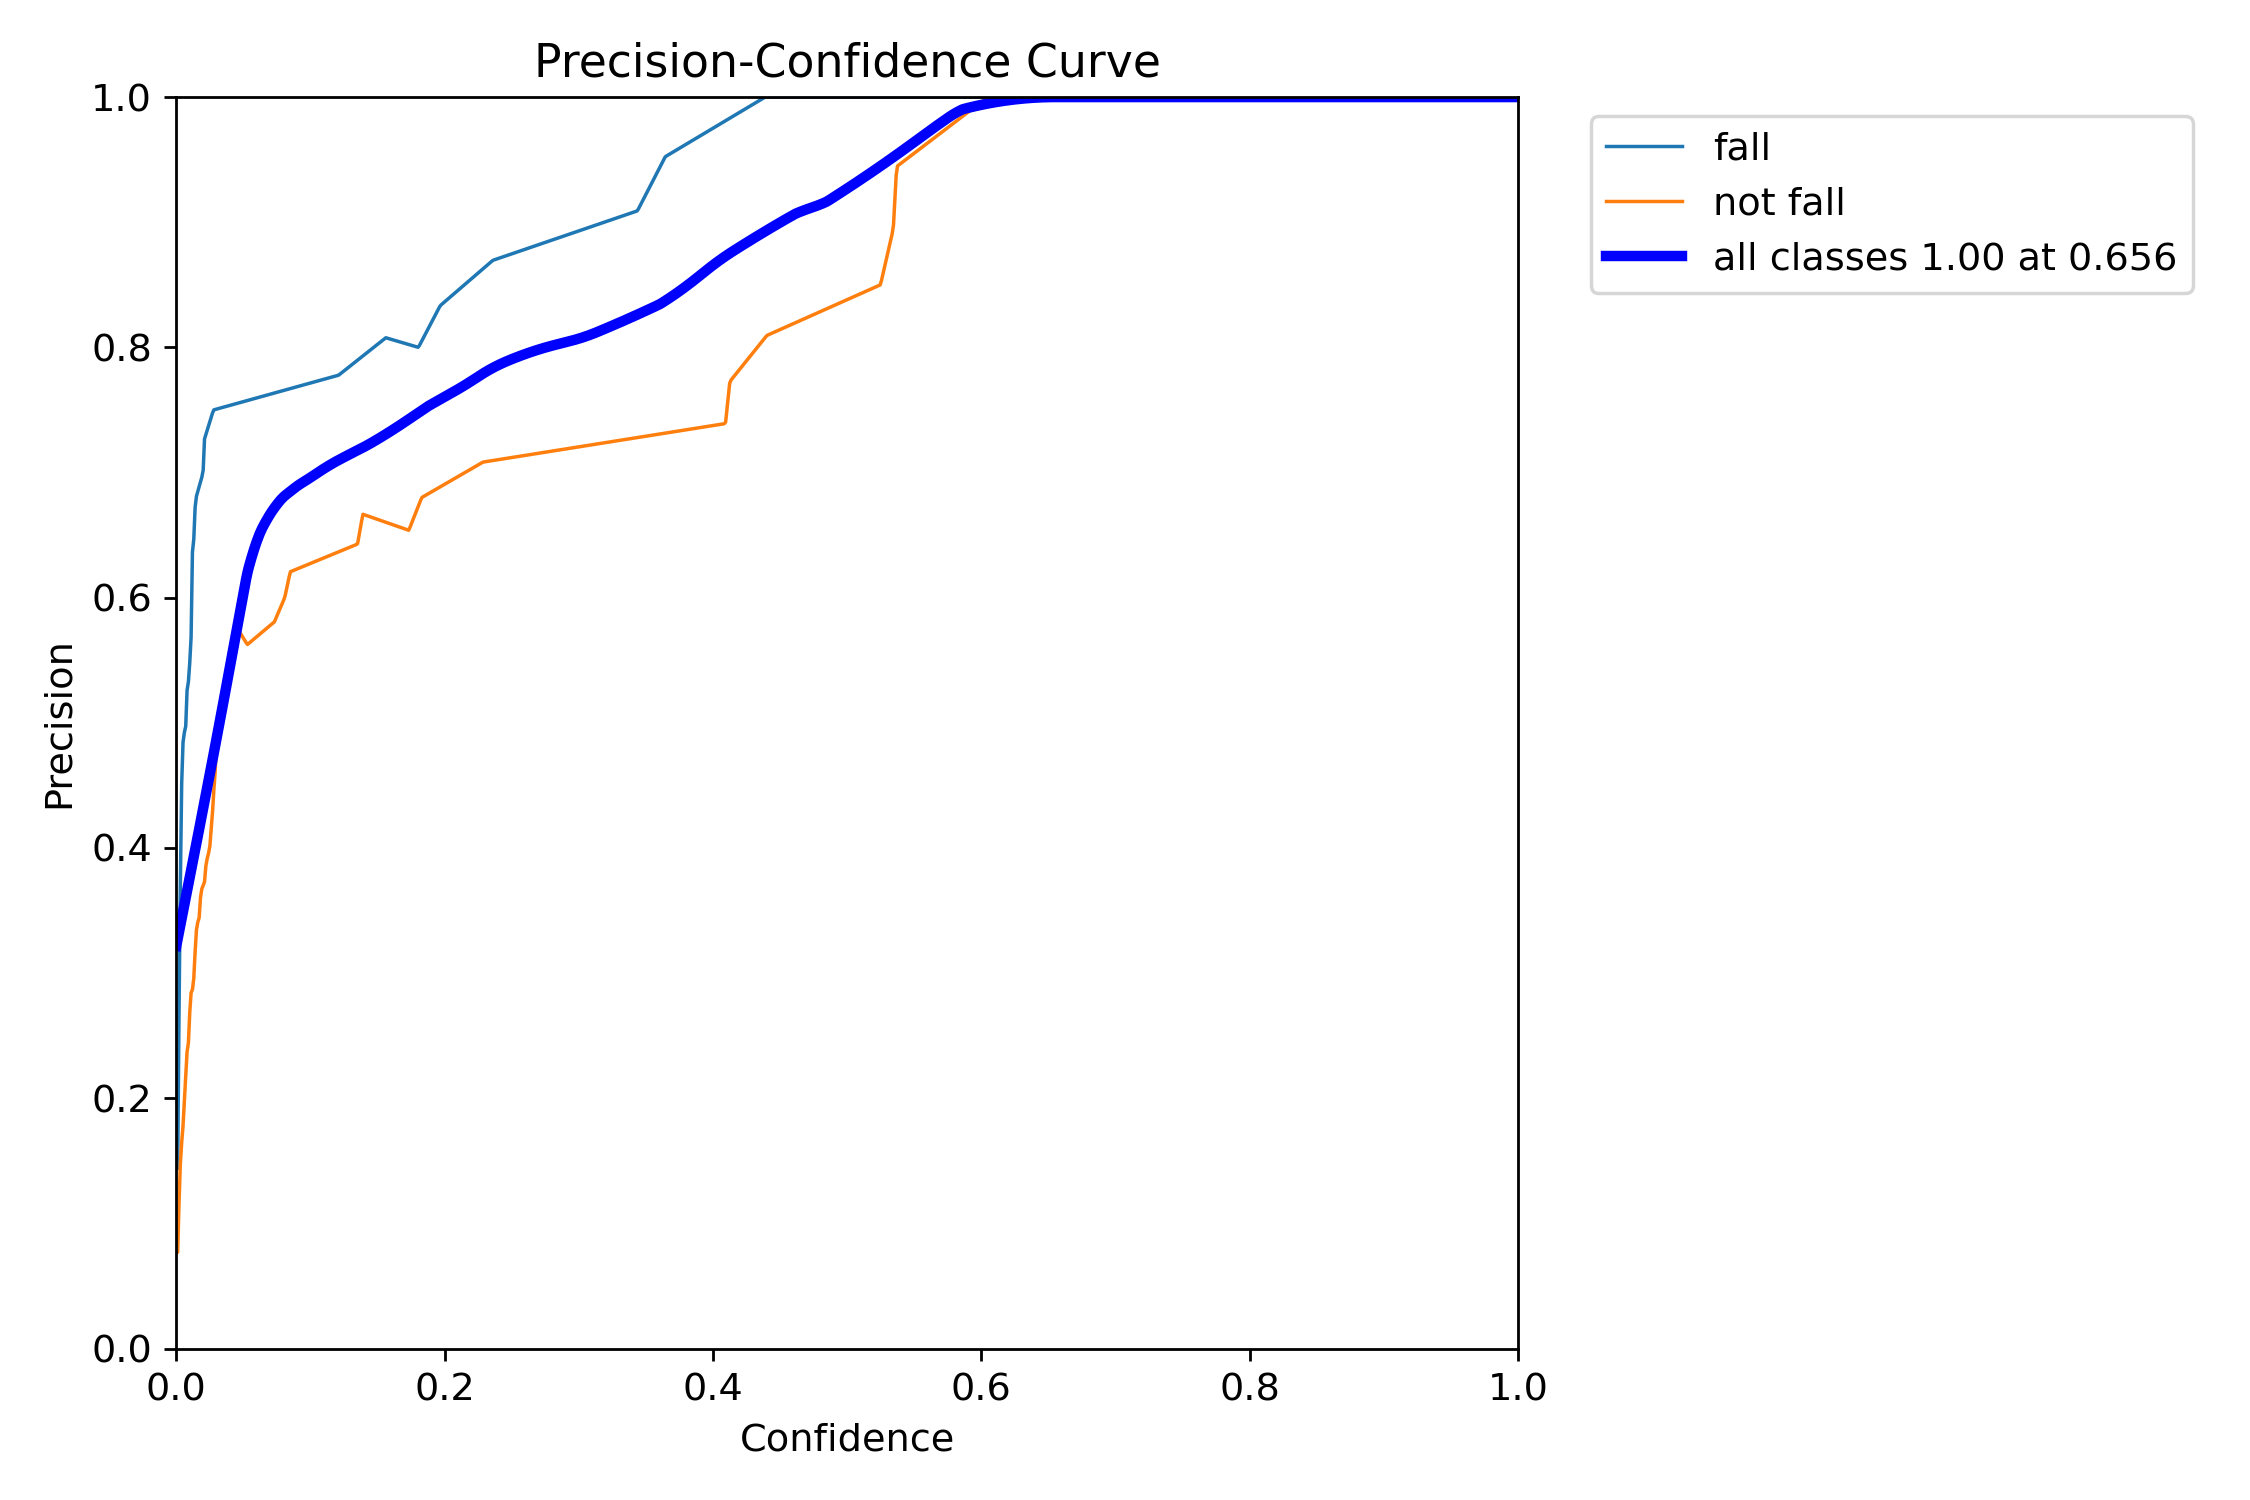 Precision-Confidence Curve
1.0
0.8
0.6
0.4
0.2
0.0
Precision
0.0 0.2 0.4 0.6 0.8 1.0
Confidence
fall
not fall
all classes 1.00 at 0.656